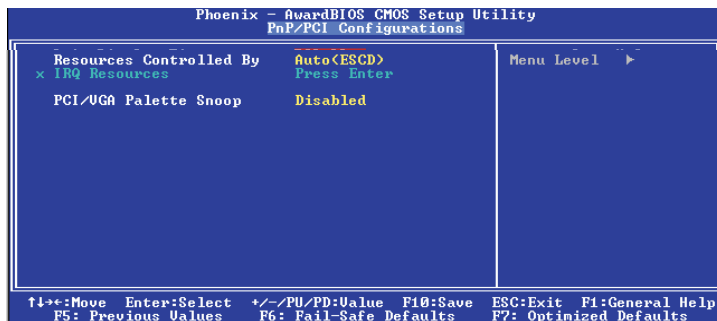 Phoenix - AwardBIOS CMOS Setup Utility
PnP/PCI Configurations
Resources Controlled By Auto(ESCD) Menu Level ►
x IRQ Resources Press Enter
PCI/VGA Palette Snoop Disabled
↑↓→←:Move Enter:Select +/-/PU/PD:Value F10:Save ESC:Exit F1:General Help
F5: Previous Values F6: Fail-Safe Defaults F7: Optimized Defaults